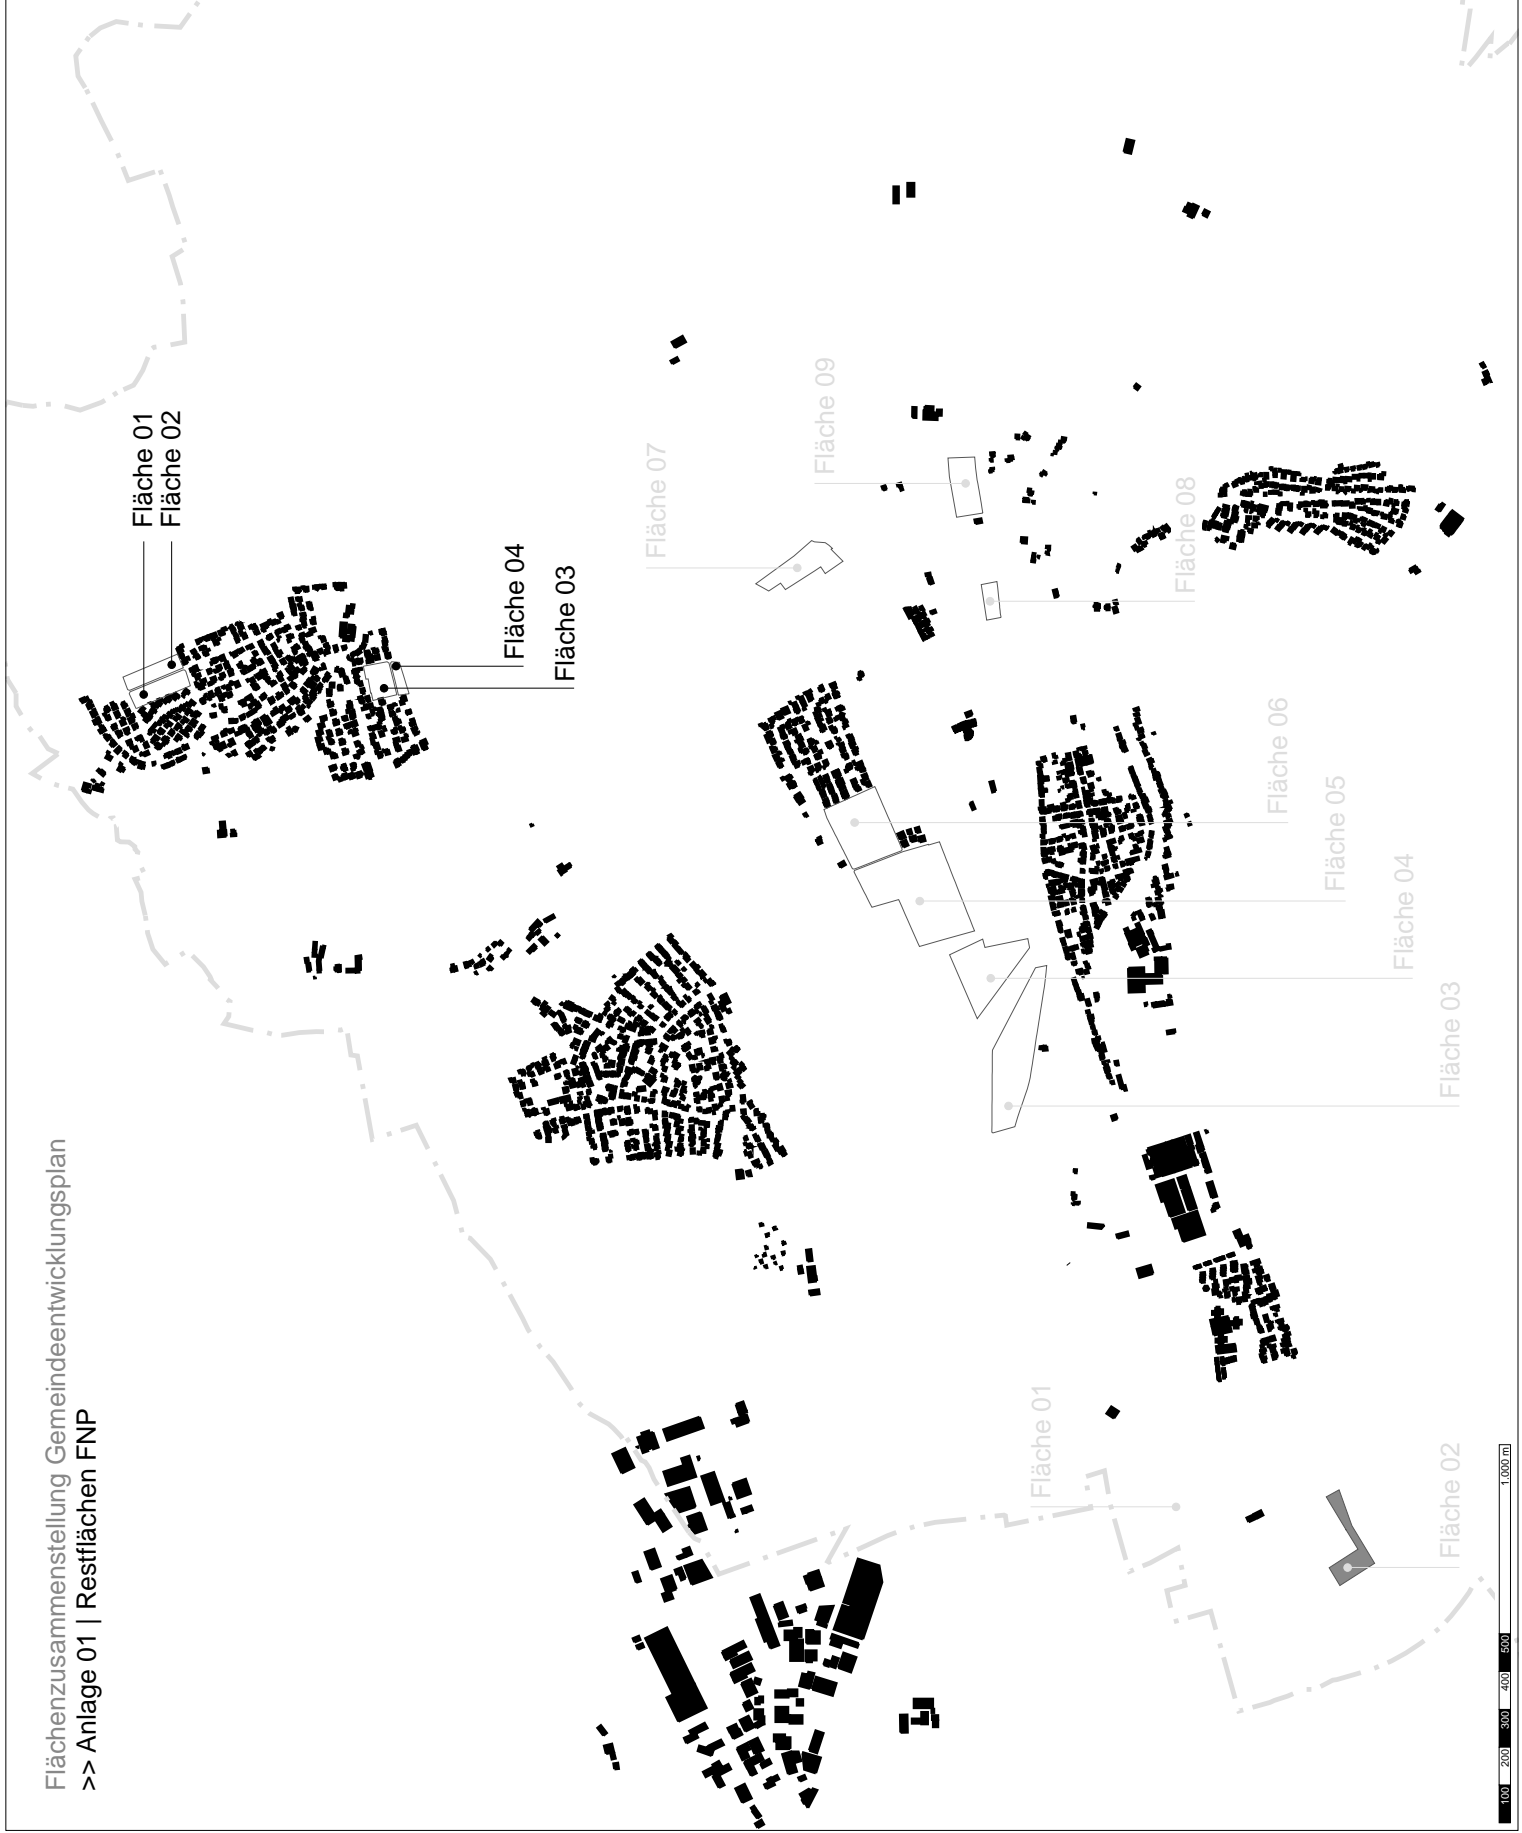 Flächenzusammenstellung Gemeindeentwicklungsplan
>> Anlage 01 | Restflächen FNP
Fläche 01
Fläche 02
Fläche 04
Fläche 03
Fläche 07
Fläche 09
Fläche 08
Fläche 06
Fläche 05
Fläche 04
Fläche 03
Fläche 01
Fläche 02
100 200 300 400 500 1.000 m